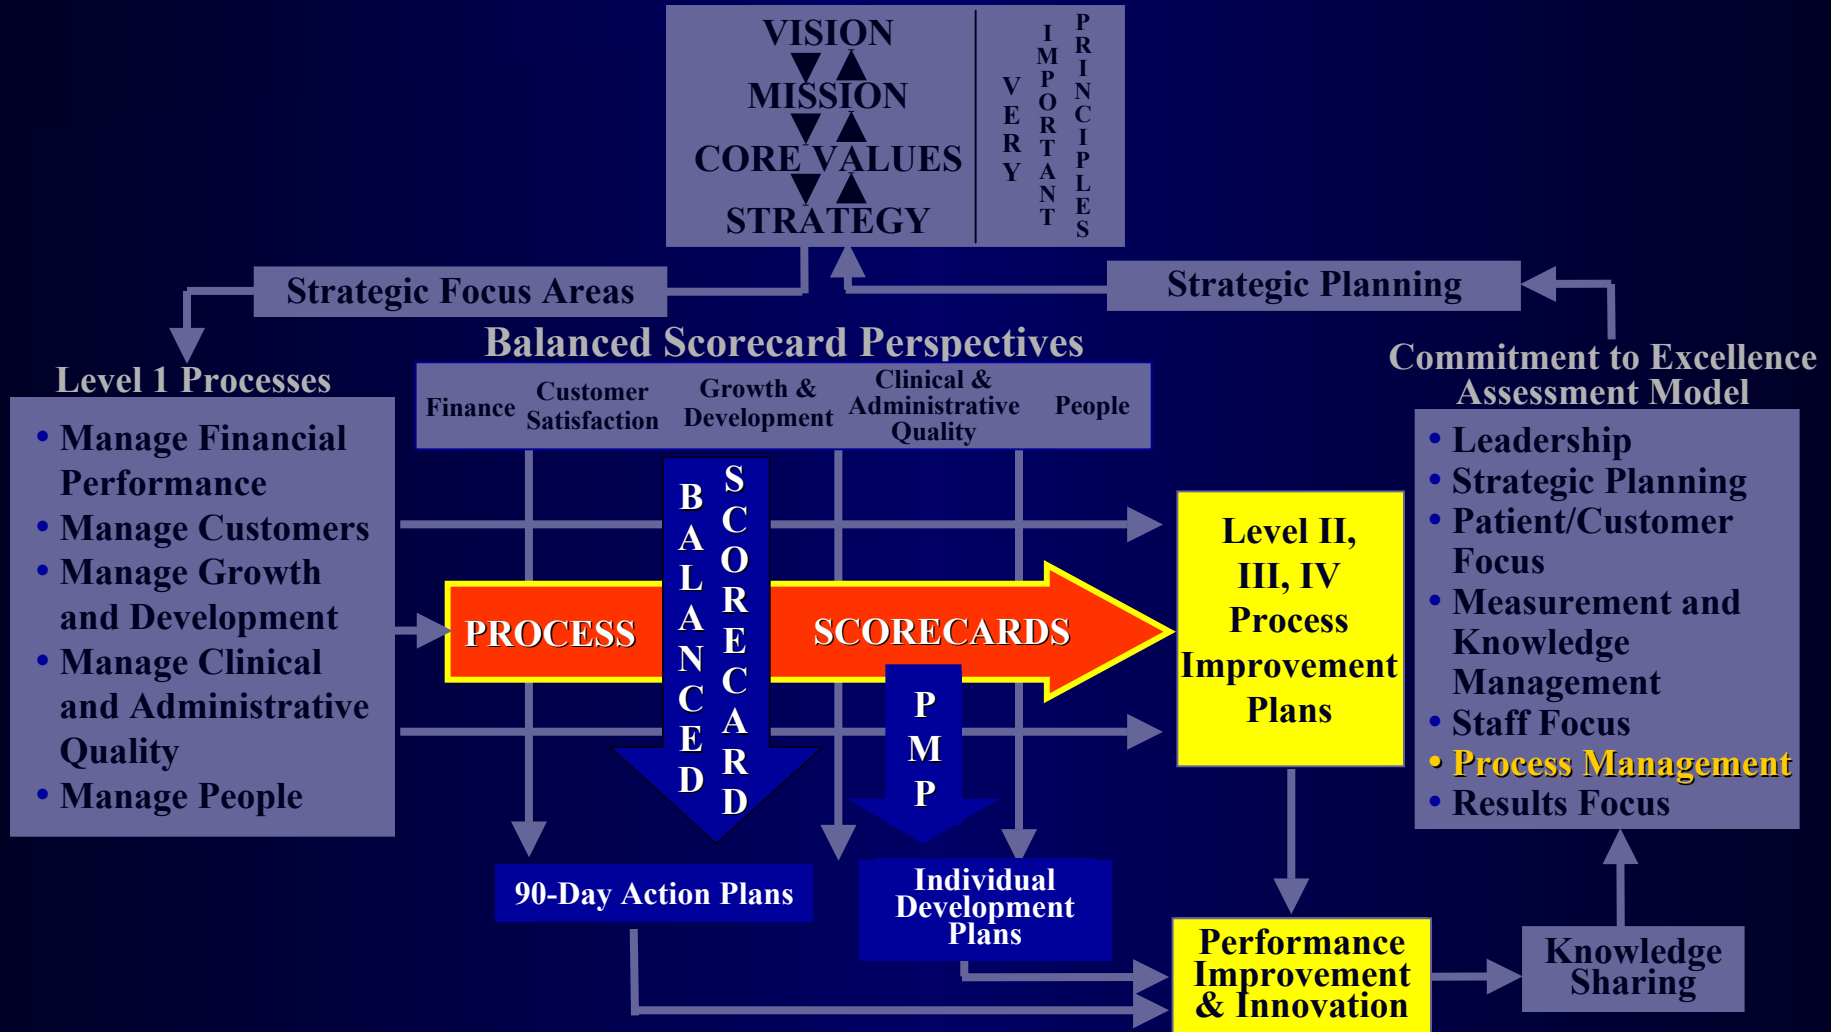 VISION
MISSION
CORE VALUES
STRATEGY
VERY
IMPORTANT
PRINCIPLES
Strategic Focus Areas
Strategic Planning
Balanced Scorecard Perspectives
Finance
Customer
Satisfaction
Growth &
Development
Clinical &
Administrative
Quality
People
Level 1 Processes
• Manage Financial
Performance
• Manage Customers
• Manage Growth
and Development
• Manage Clinical
and Administrative
Quality
• Manage People
BALANCED
SCORECARD
PROCESS
SCORECARDS
PMP
Level II,
III, IV
Process
Improvement
Plans
Commitment to Excellence
Assessment Model
• Leadership
• Strategic Planning
• Patient/Customer
Focus
• Measurement and
Knowledge
Management
• Staff Focus
• Process Management
• Results Focus
90-Day Action Plans
Individual
Development
Plans
Performance
Improvement
& Innovation
Knowledge
Sharing